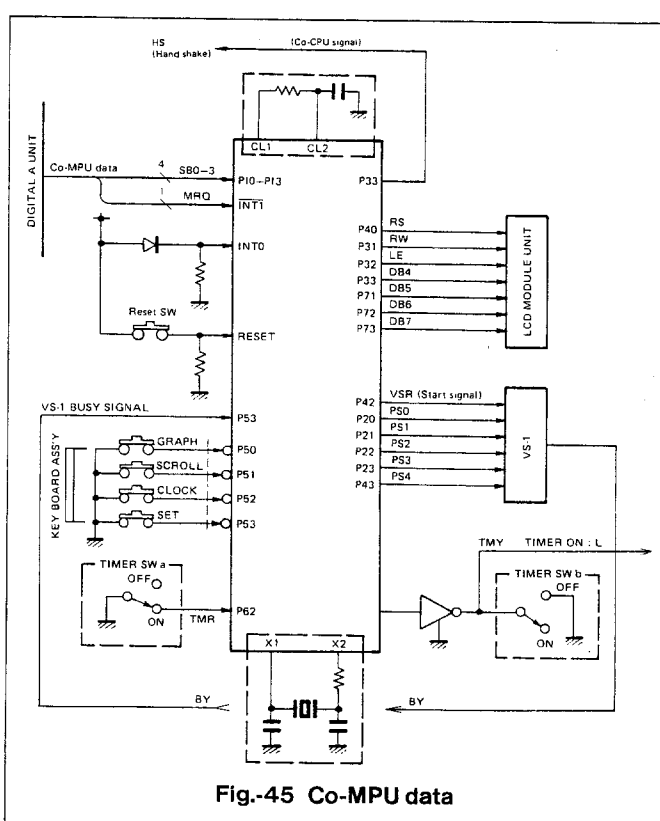 HS
(Hand shake)
(Co-CPU signal)
CL1
CL2
DIGITAL A UNIT
Co-MPU data
4
SB0-3
P10~P13
P33
MRQ
INT1
INT0
Reset SW
RESET
P40
RS
P31
RW
P32
LE
P33
DB4
P71
DB5
P72
DB6
P73
DB7
LCD MODULE UNIT
VS-1 BUSY SIGNAL
P53
P42
VSR (Start signal)
P20
PS0
P21
PS1
P22
PS2
P23
PS3
P43
PS4
VS-1
KEY BOARD ASS'Y
GRAPH
P50
SCROLL
P51
CLOCK
P52
SET
P53
TIMER SW a
OFF
ON
TMR
P62
TMY TIMER ON : L
TIMER SW b
OFF
ON
X1
X2
BY
BY
Fig.-45 Co-MPU data